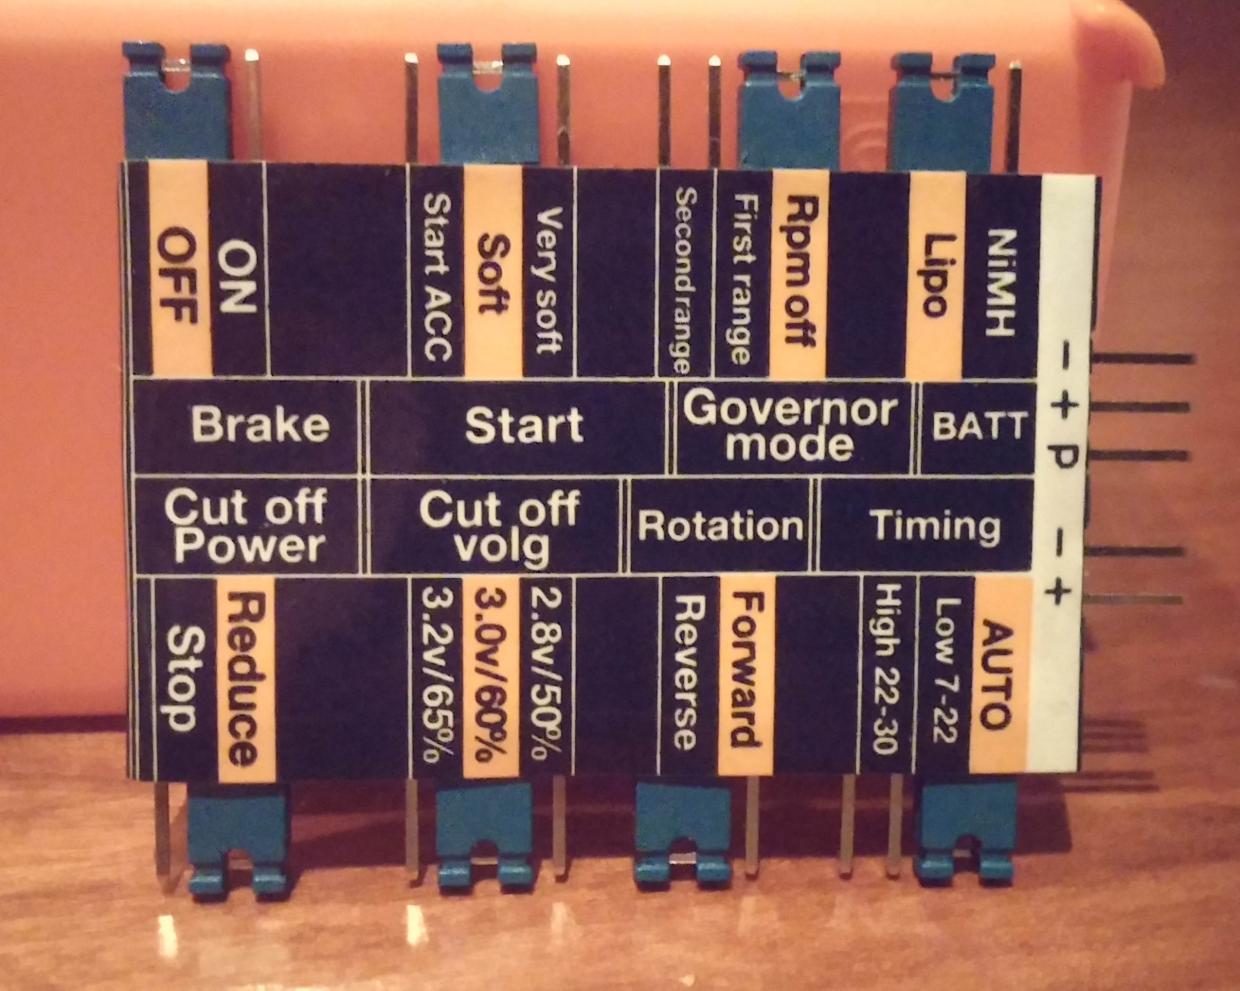 OFF
ON
Start ACC
Soft
Very soft
Second range
First range
Rpm off
Lipo
NiMH
Brake
Start
Governor
mode
BATT
Cut off
Power
Cut off
volg
Rotation
Timing
Stop
Reduce
3.2v/65%
3.0v/60%
2.8v/50%
Reverse
Forward
High 22-30
Low 7-22
AUTO
- + P - +